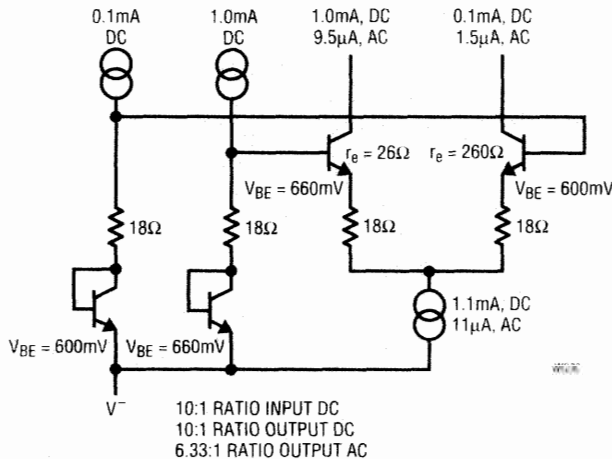 0.1mA
DC
1.0mA
DC
1.0mA, DC
9.5µA, AC
0.1mA, DC
1.5µA, AC
re = 26Ω
re = 260Ω
VBE = 660mV
VBE = 600mV
18Ω
18Ω
18Ω
18Ω
1.1mA, DC
11µA, AC
VBE = 600mV
VBE = 660mV
V−
10:1 RATIO INPUT DC
10:1 RATIO OUTPUT DC
6.33:1 RATIO OUTPUT AC